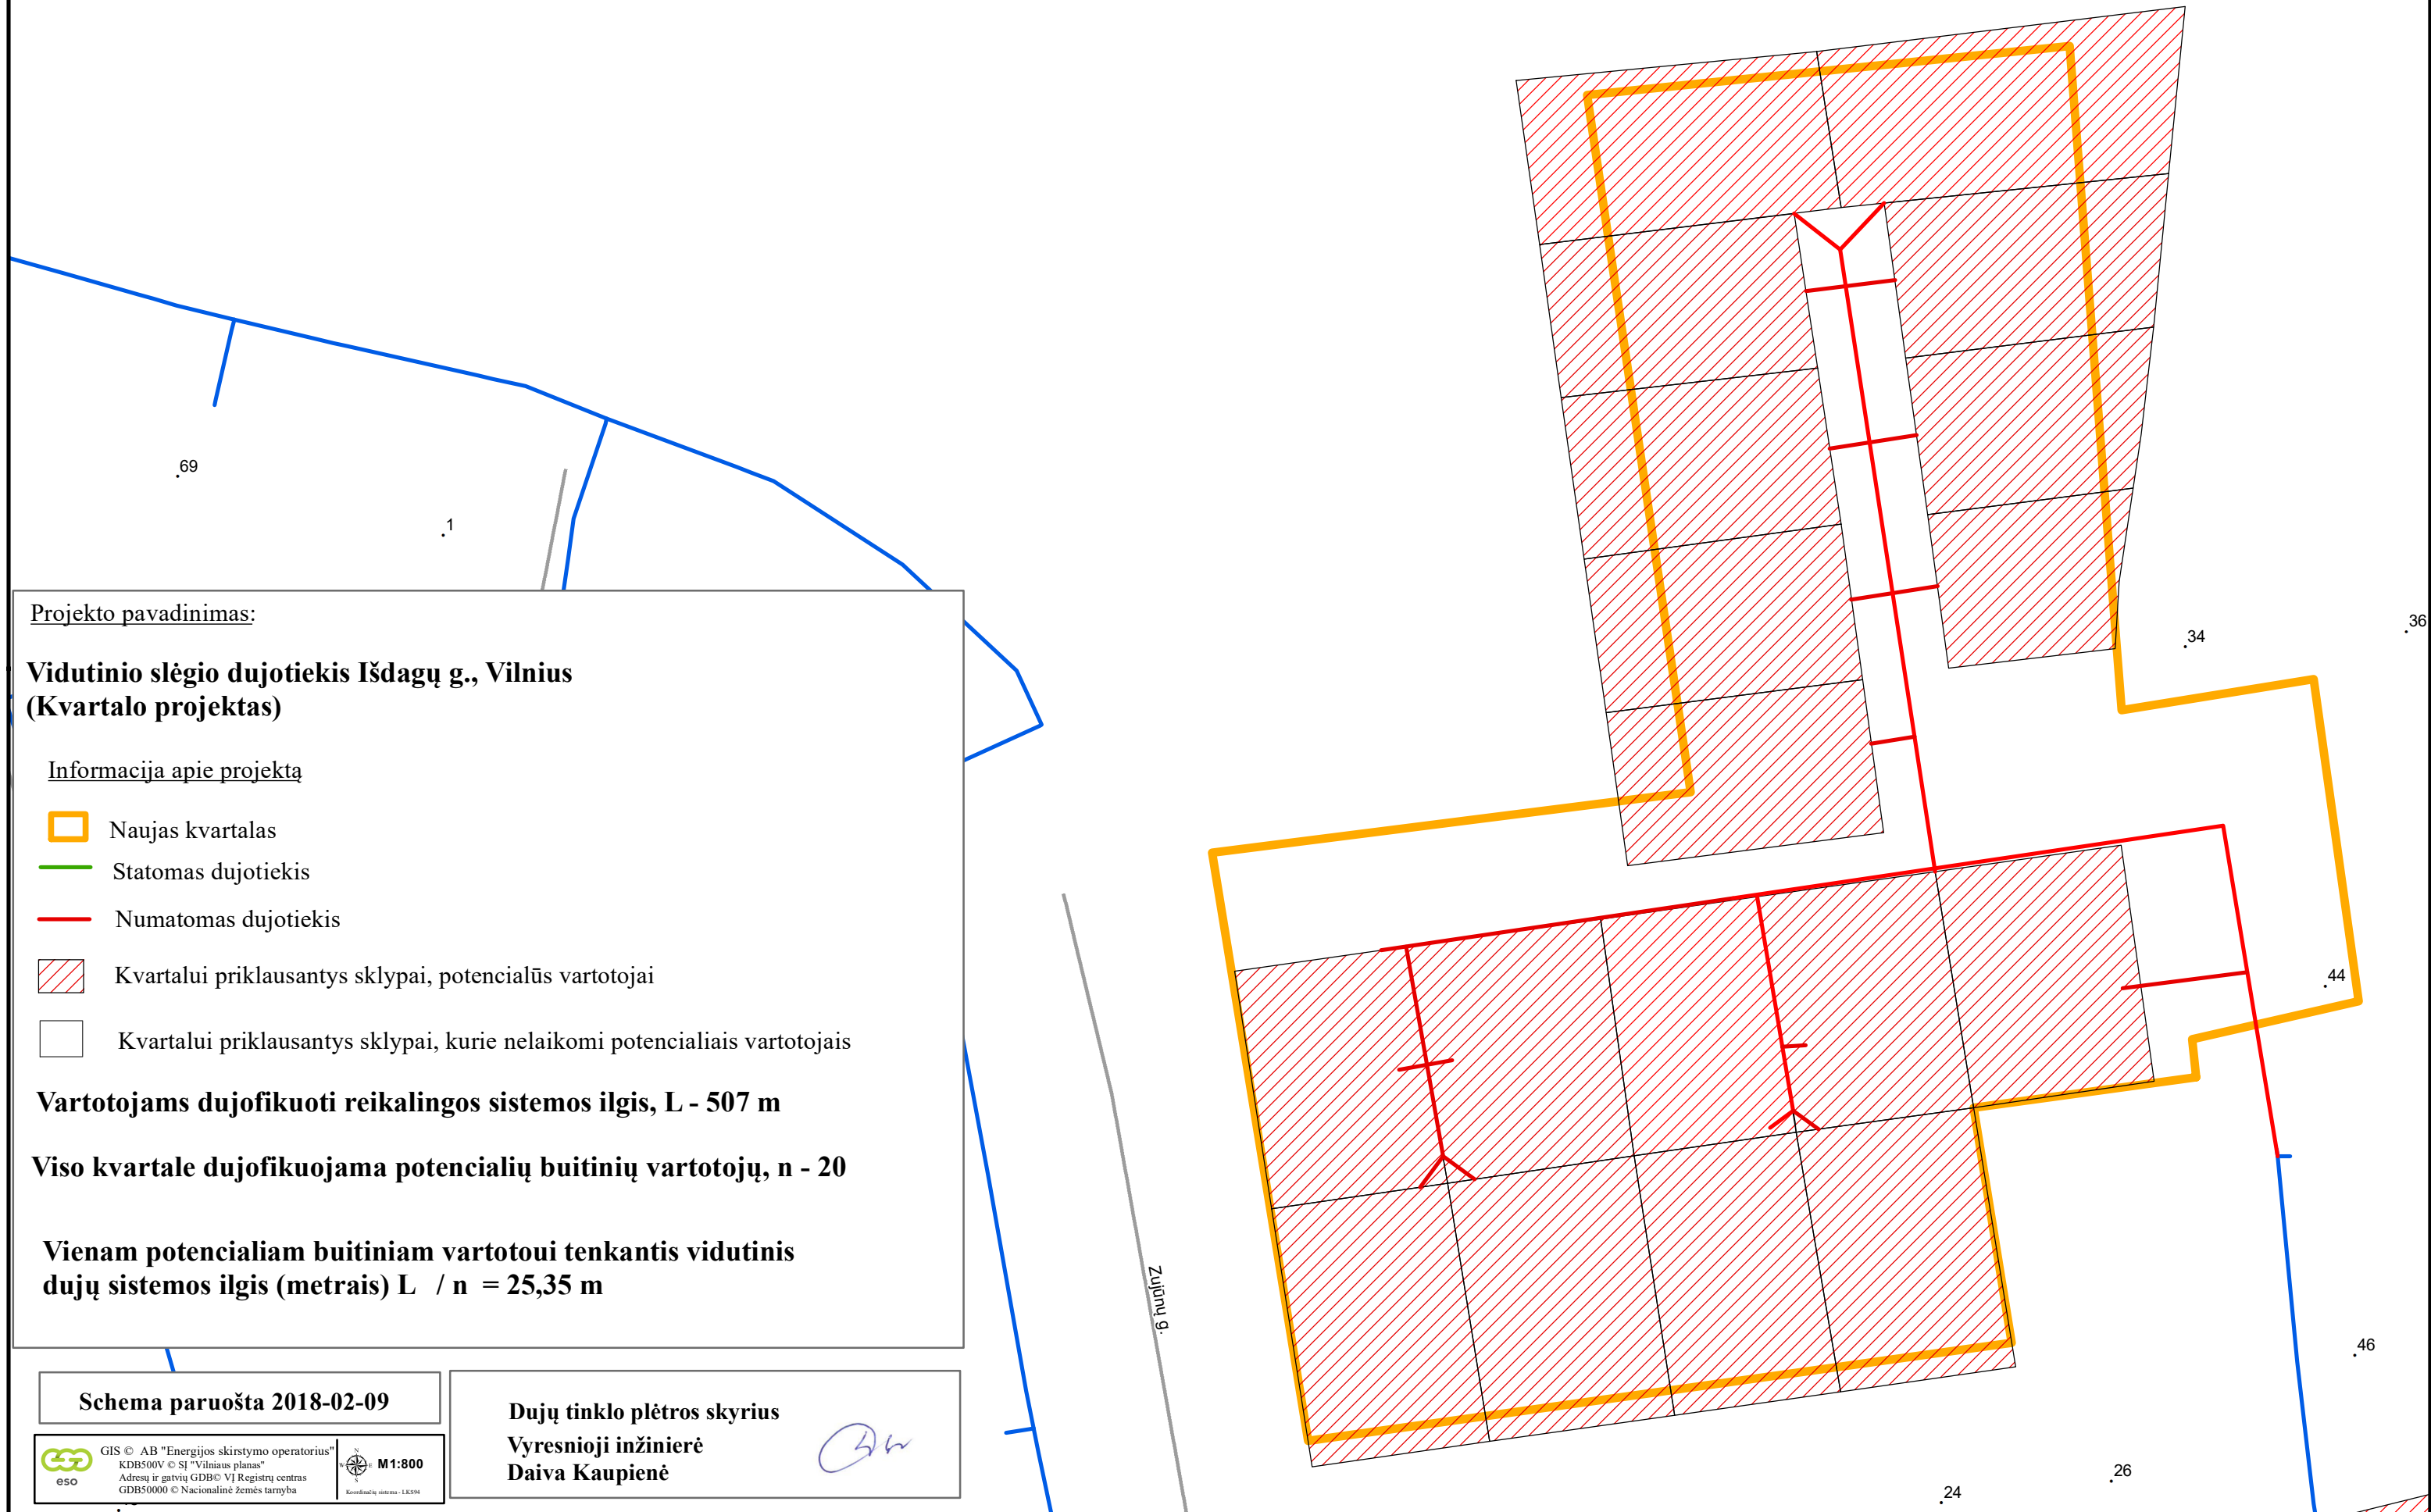 69
1
34
36
44
46
26
24
Zujūnų g.
Projekto pavadinimas:
Vidutinio slėgio dujotiekis Išdagų g., Vilnius
(Kvartalo projektas)
Informacija apie projektą
Naujas kvartalas
Statomas dujotiekis
Numatomas dujotiekis
Kvartalui priklausantys sklypai, potencialūs vartotojai
Kvartalui priklausantys sklypai, kurie nelaikomi potencialiais vartotojais
Vartotojams dujofikuoti reikalingos sistemos ilgis, L - 507 m
Viso kvartale dujofikuojama potencialių buitinių vartotojų, n - 20
Vienam potencialiam buitiniam vartotoui tenkantis vidutinis
dujų sistemos ilgis (metrais) L / n = 25,35 m
Schema paruošta 2018-02-09
eso
GIS © AB "Energijos skirstymo operatorius"
KDB500V © SĮ "Vilniaus planas"
Adresų ir gatvių GDB© VĮ Registrų centras
GDB50000 © Nacionalinė žemės tarnyba
N
W E
S
M1:800
Koordinačių sistema - LKS94
Dujų tinklo plėtros skyrius
Vyresnioji inžinierė
Daiva Kaupienė